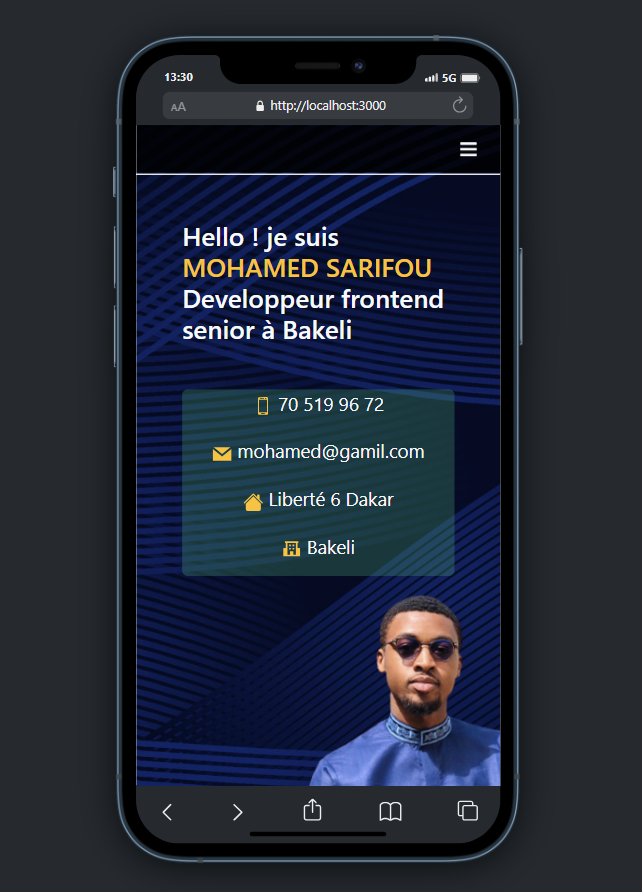 13:30
5G
AA
http://localhost:3000
Hello ! je suis
MOHAMED SARIFOU
Developpeur frontend
senior à Bakeli
70 519 96 72
mohamed@gamil.com
Liberté 6 Dakar
Bakeli